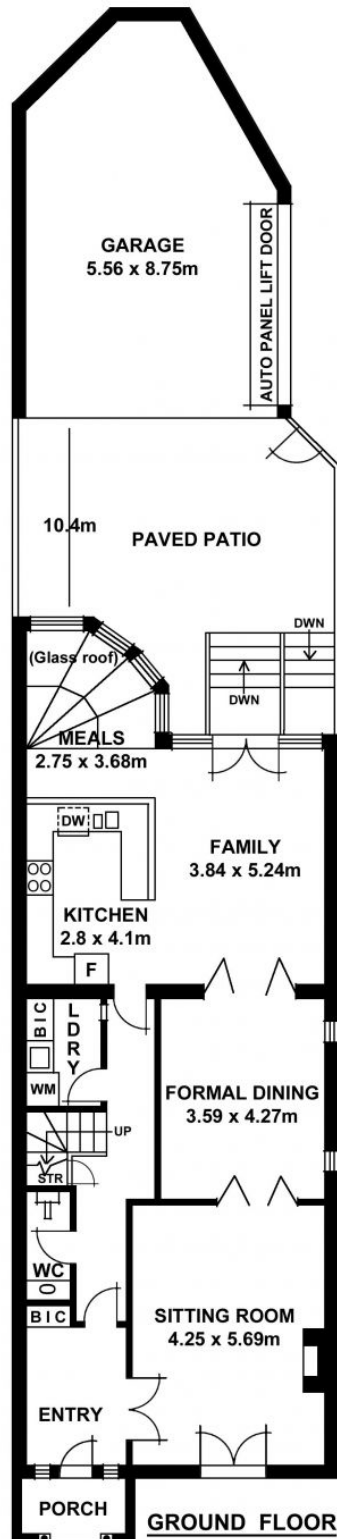 GARAGE
5.56 x 8.75m
AUTO PANEL LIFT DOOR
10.4m
PAVED PATIO
(Glass roof)
DWN
DWN
MEALS
2.75 x 3.68m
DW
FAMILY
3.84 x 5.24m
KITCHEN
2.8 x 4.1m
F
BIC
LDRY
WM
FORMAL DINING
3.59 x 4.27m
UP
STR
WC
BIC
SITTING ROOM
4.25 x 5.69m
ENTRY
PORCH
GROUND FLOOR